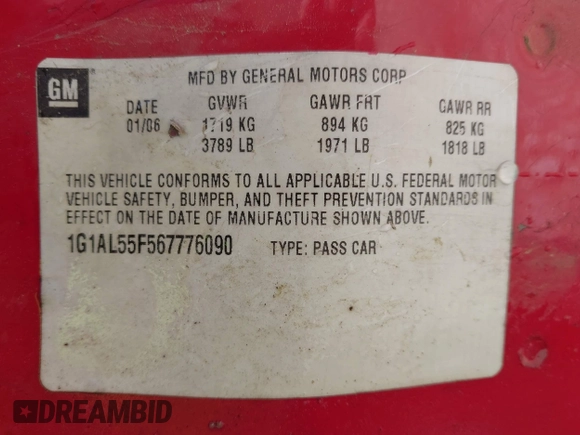 GM
MFD BY GENERAL MOTORS CORP
DATE GVWR GAWR FRT GAWR RR
01/06 1719 KG 894 KG 825 KG
3789 LB 1971 LB 1818 LB
THIS VEHICLE CONFORMS TO ALL APPLICABLE U.S. FEDERAL MOTOR
VEHICLE SAFETY, BUMPER, AND THEFT PREVENTION STANDARDS IN
EFFECT ON THE DATE OF MANUFACTURE SHOWN ABOVE.
1G1AL55F567776090 TYPE: PASS CAR
DREAMBID